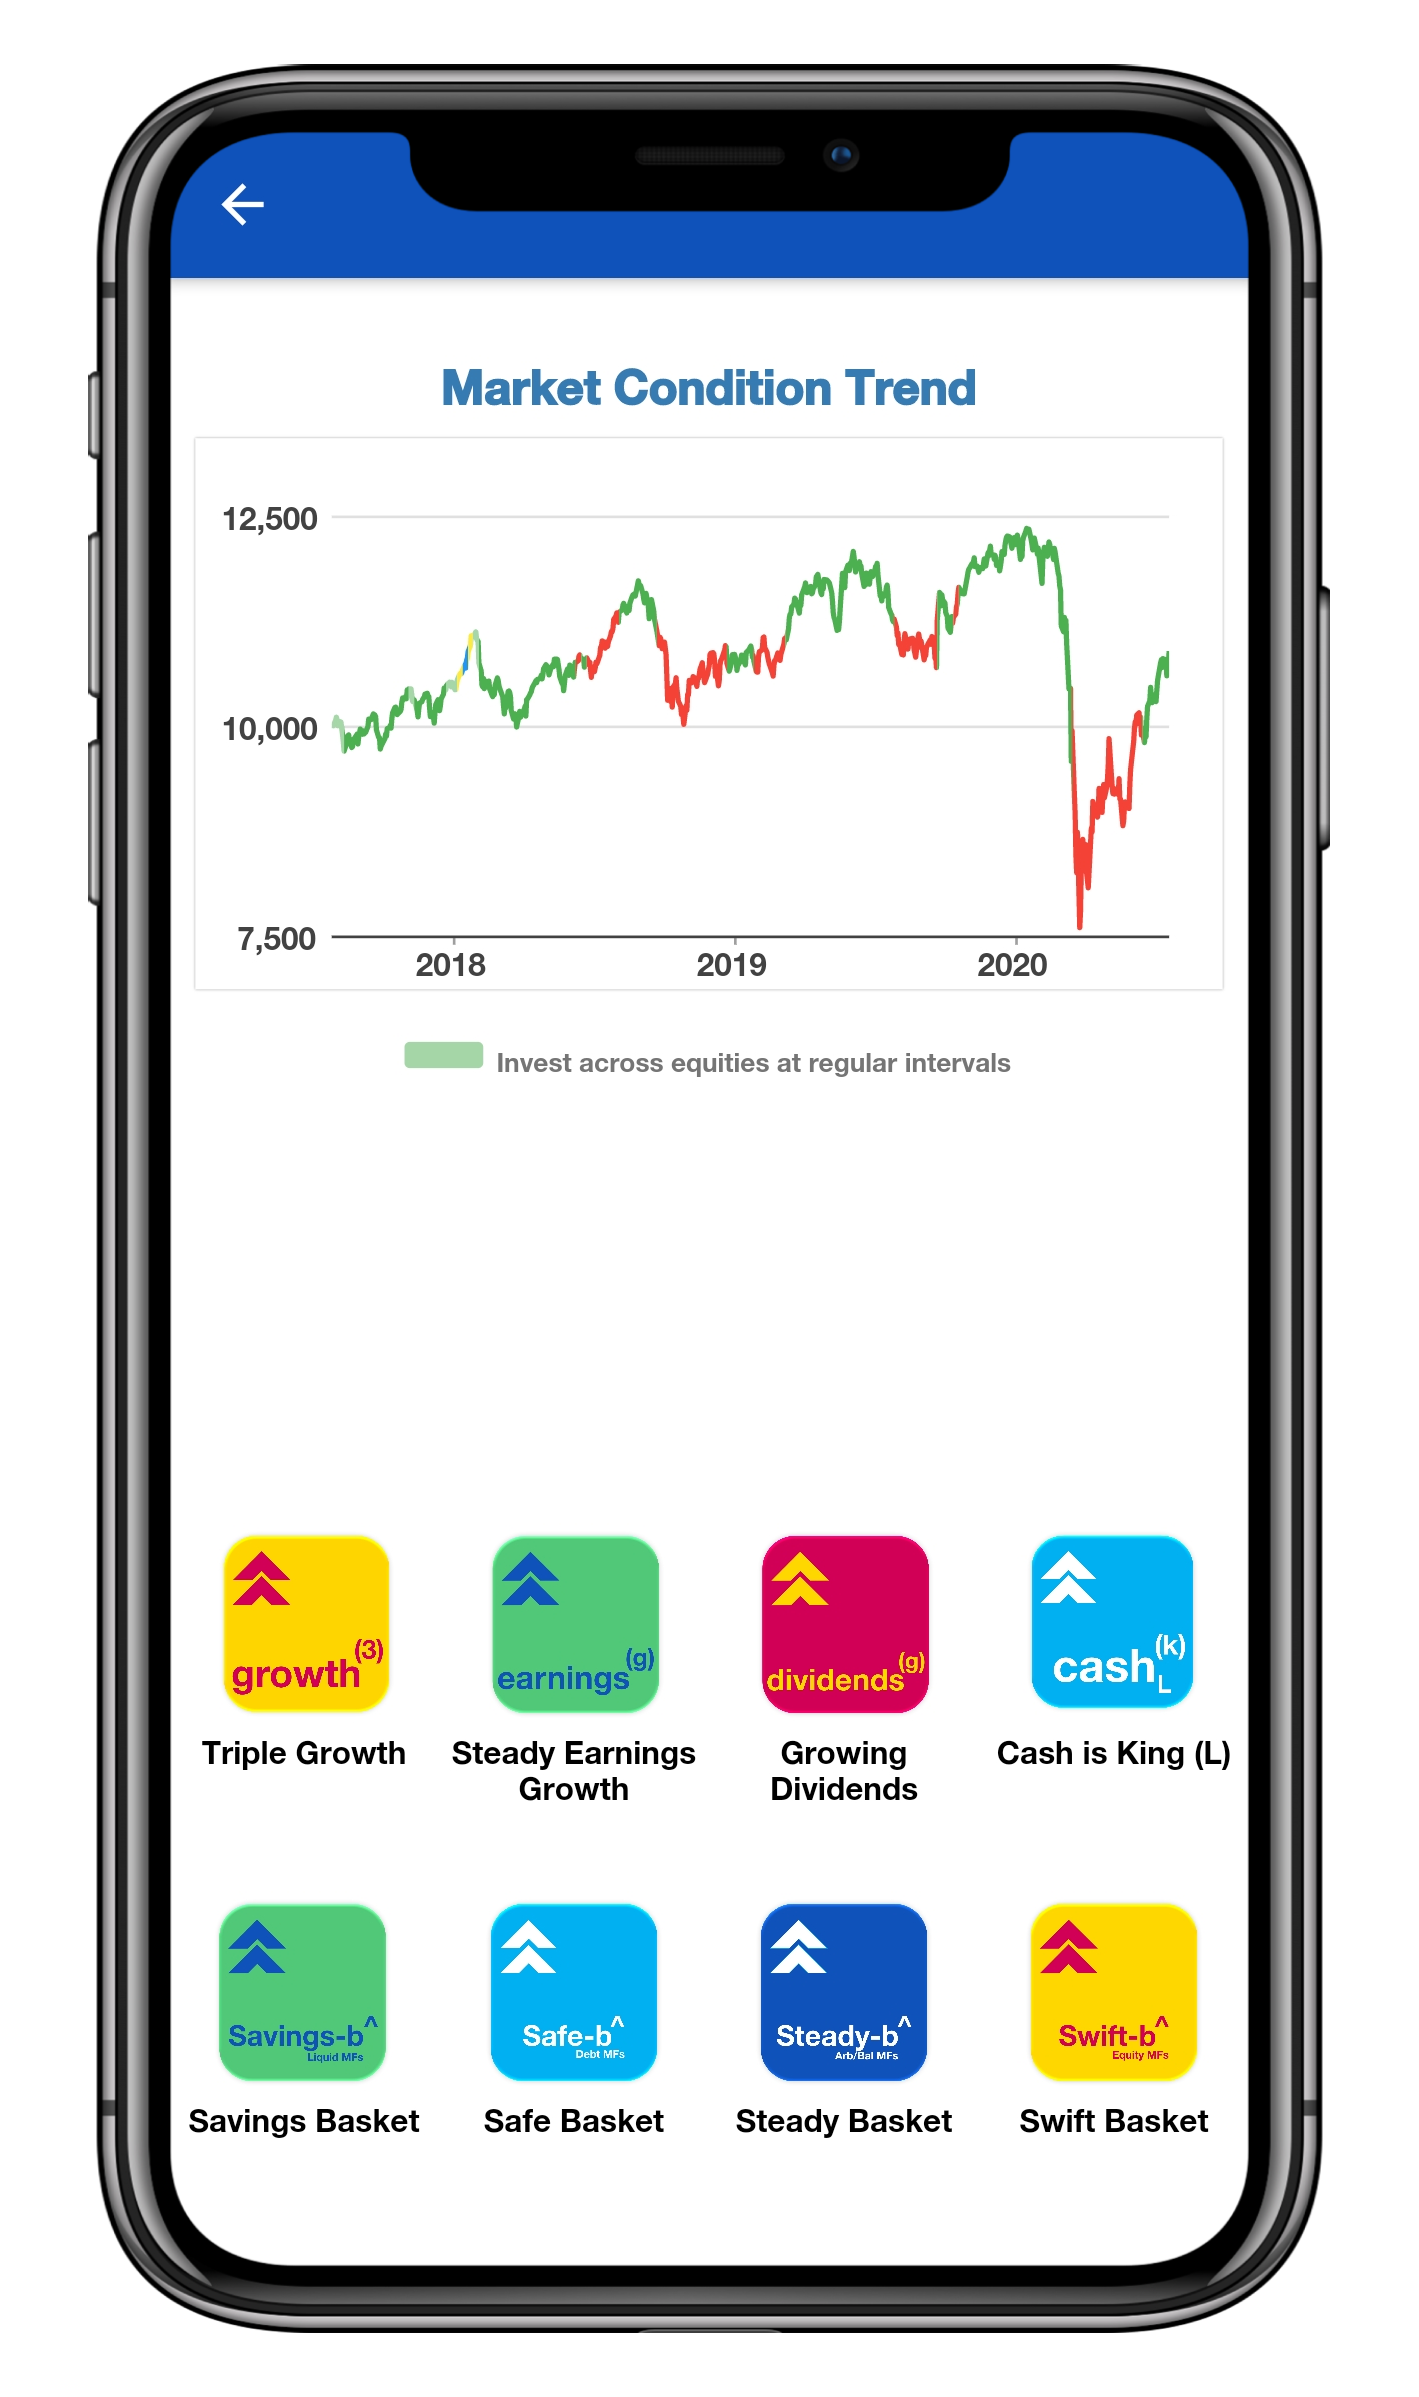 Market Condition Trend
12,500
10,000
7,500
2018 2019 2020
Invest across equities at regular intervals
growth(3)
earnings(g)
dividends(g)
cash(k)L
Triple Growth
Steady Earnings
Growth
Growing
Dividends
Cash is King (L)
Savings-b^
Liquid MFs
Safe-b^
Debt MFs
Steady-b^
Arb/Bal MFs
Swift-b^
Equity MFs
Savings Basket
Safe Basket
Steady Basket
Swift Basket